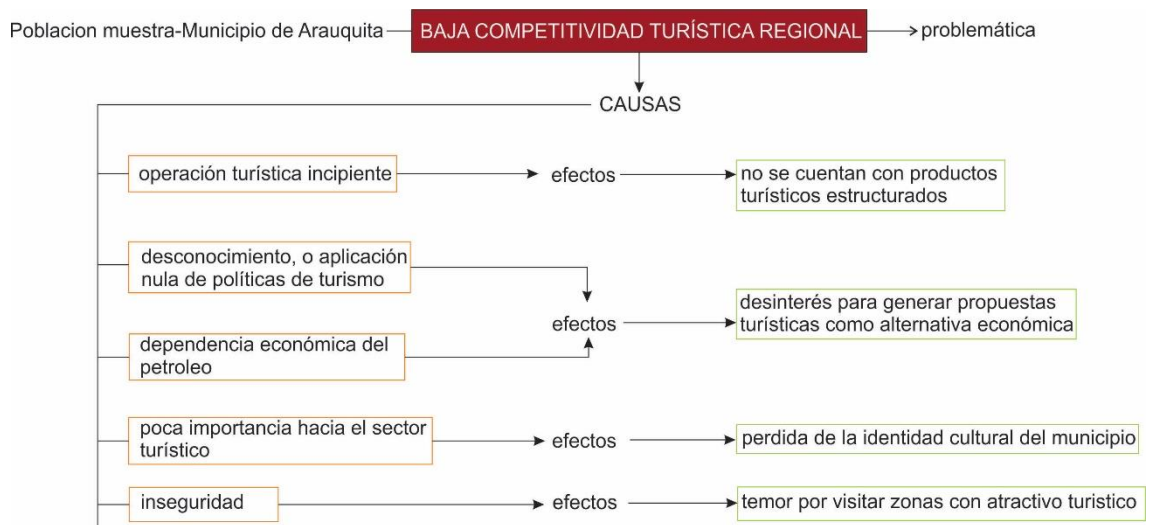 Poblacion muestra-Municipio de Arauquita
BAJA COMPETITIVIDAD TURÍSTICA REGIONAL
problemática
CAUSAS
operación turística incipiente
efectos
no se cuentan con productos
turísticos estructurados
desconocimiento, o aplicación
nula de políticas de turismo
dependencia económica del
petroleo
efectos
desinterés para generar propuestas
turísticas como alternativa económica
poca importancia hacia el sector
turístico
efectos
perdida de la identidad cultural del municipio
inseguridad
efectos
temor por visitar zonas con atractivo turistico